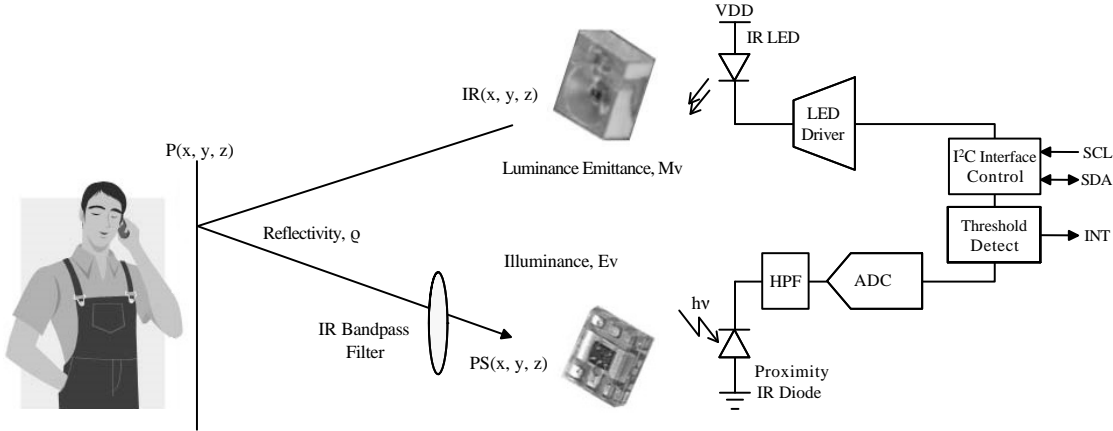 VDD
IR LED
IR(x, y, z)
LED
Driver
P(x, y, z)
I²C Interface
Control
SCL
SDA
Luminance Emittance, Mv
Threshold
Detect
INT
Reflectivity, ϱ
Illuminance, Ev
HPF
ADC
hν
IR Bandpass
Filter
PS(x, y, z)
Proximity
IR Diode